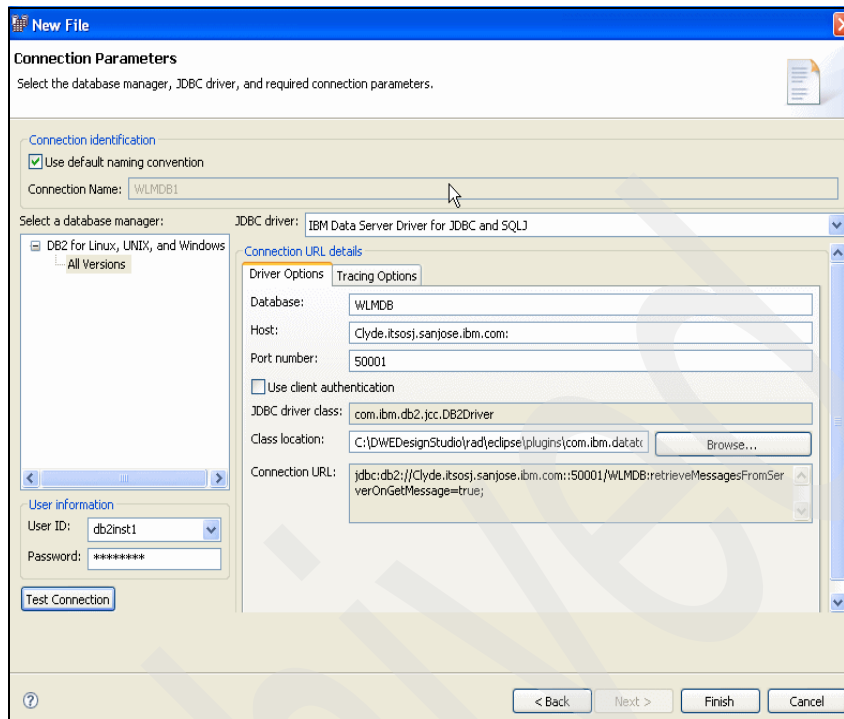 New File
Connection Parameters
Select the database manager, JDBC driver, and required connection parameters.
Connection identification
Use default naming convention
Connection Name: WLMDB1
Select a database manager:
DB2 for Linux, UNIX, and Windows
All Versions
JDBC driver: IBM Data Server Driver for JDBC and SQLJ
Connection URL details
Driver Options Tracing Options
Database: WLMDB
Host: Clyde.itsosj.sanjose.ibm.com:
Port number: 50001
Use client authentication
JDBC driver class: com.ibm.db2.jcc.DB2Driver
Class location: C:\DWEDesignStudio\rad\eclipse\plugins\com.ibm.datat Browse...
Connection URL: jdbc:db2://Clyde.itsosj.sanjose.ibm.com::50001/WLMDB:retrieveMessagesFromSer
verOnGetMessage=true;
User information
User ID: db2inst1
Password: ********
Test Connection
? < Back Next > Finish Cancel